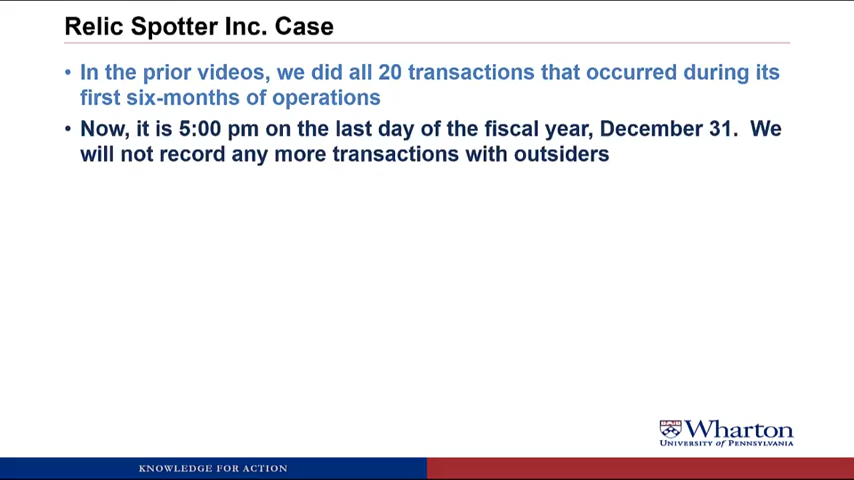 Relic Spotter Inc. Case
• In the prior videos, we did all 20 transactions that occurred during its
first six-months of operations
• Now, it is 5:00 pm on the last day of the fiscal year, December 31. We
will not record any more transactions with outsiders
Wharton
UNIVERSITY OF PENNSYLVANIA
KNOWLEDGE FOR ACTION